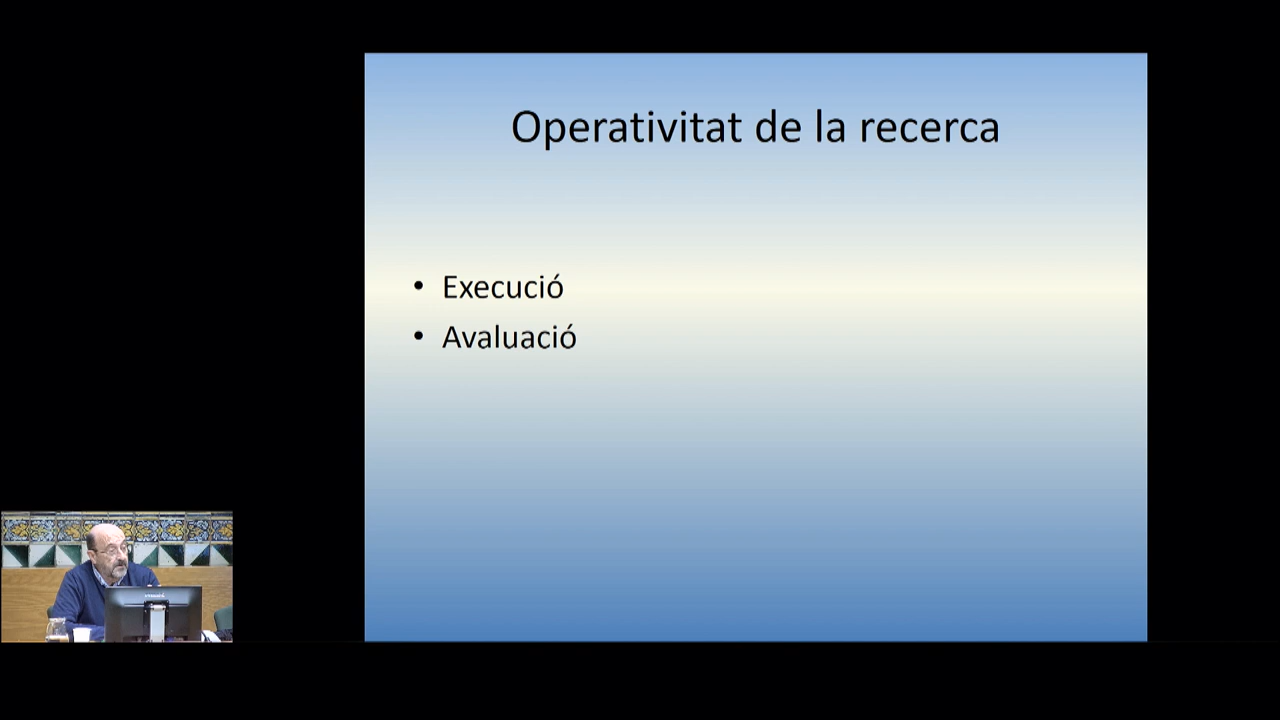 Operativitat de la recerca
• Execució
• Avaluació